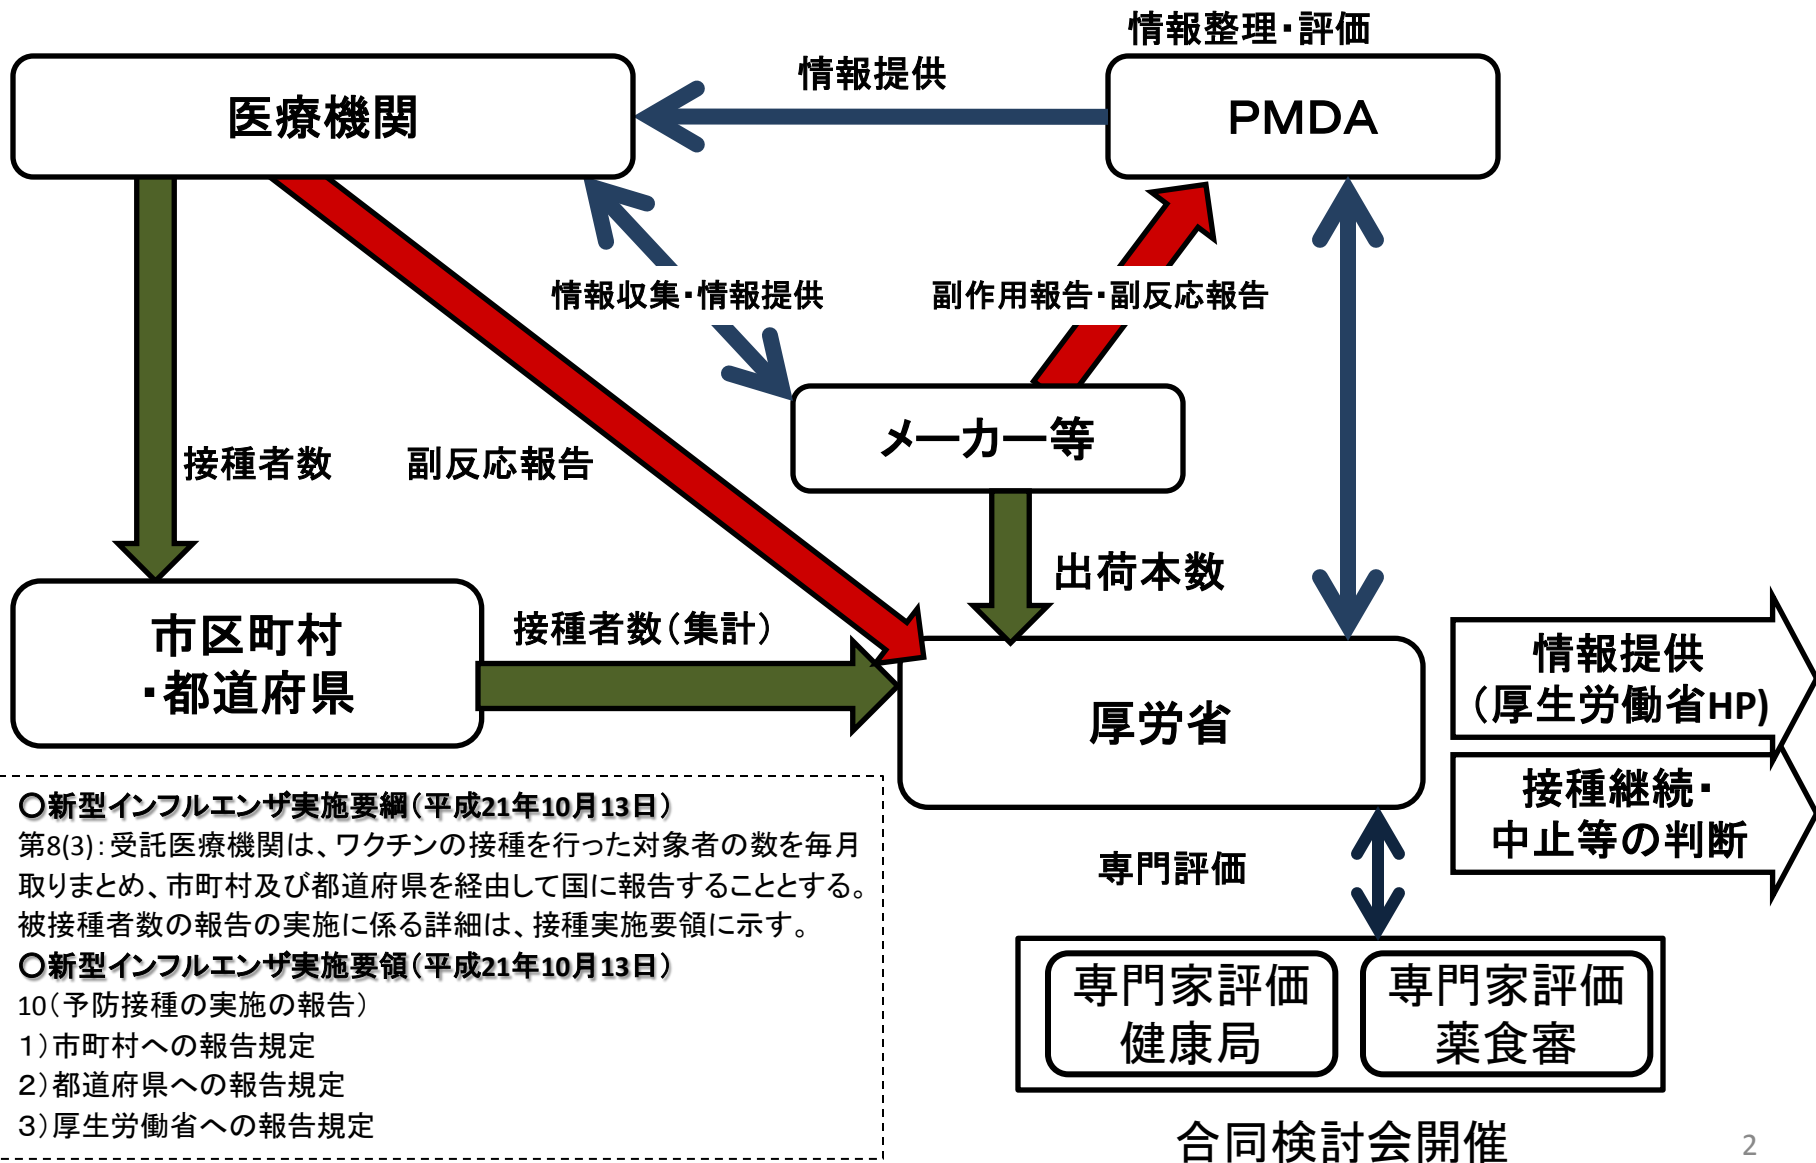 情報整理・評価
医療機関
情報提供
PMDA
情報収集・情報提供
副作用報告・副反応報告
メーカー等
接種者数
副反応報告
出荷本数
市区町村
・都道府県
接種者数(集計)
厚労省
情報提供
(厚生労働省HP)
接種継続・
中止等の判断
専門評価
○新型インフルエンザ実施要綱(平成21年10月13日)
第8(3):受託医療機関は、ワクチンの接種を行った対象者の数を毎月
取りまとめ、市町村及び都道府県を経由して国に報告することとする。
被接種者数の報告の実施に係る詳細は、接種実施要領に示す。
○新型インフルエンザ実施要領(平成21年10月13日)
10(予防接種の実施の報告)
1)市町村への報告規定
2)都道府県への報告規定
3)厚生労働省への報告規定
専門家評価
健康局
専門家評価
薬食審
合同検討会開催
2